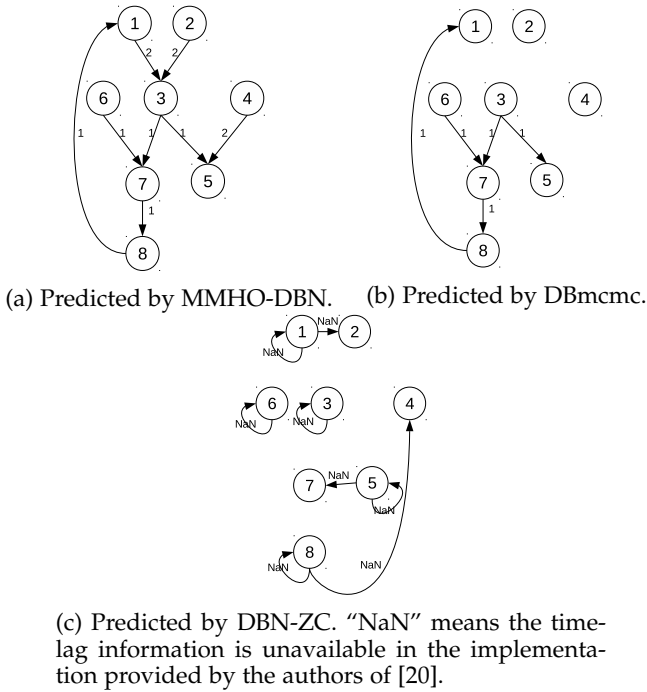 1 2
2 2
6 3 4
1 1 1 1 2
7 5
1
8
(a) Predicted by MMHO-DBN.
1 2
6 3 4
1 1 1 1
7 5
1
8
(b) Predicted by DBmcmc.
NaN
1 2
NaN
6 3 4
NaN NaN
NaN
7 5
NaN
8
NaN NaN
(c) Predicted by DBN-ZC. “NaN” means the time-
lag information is unavailable in the implementa-
tion provided by the authors of [20].